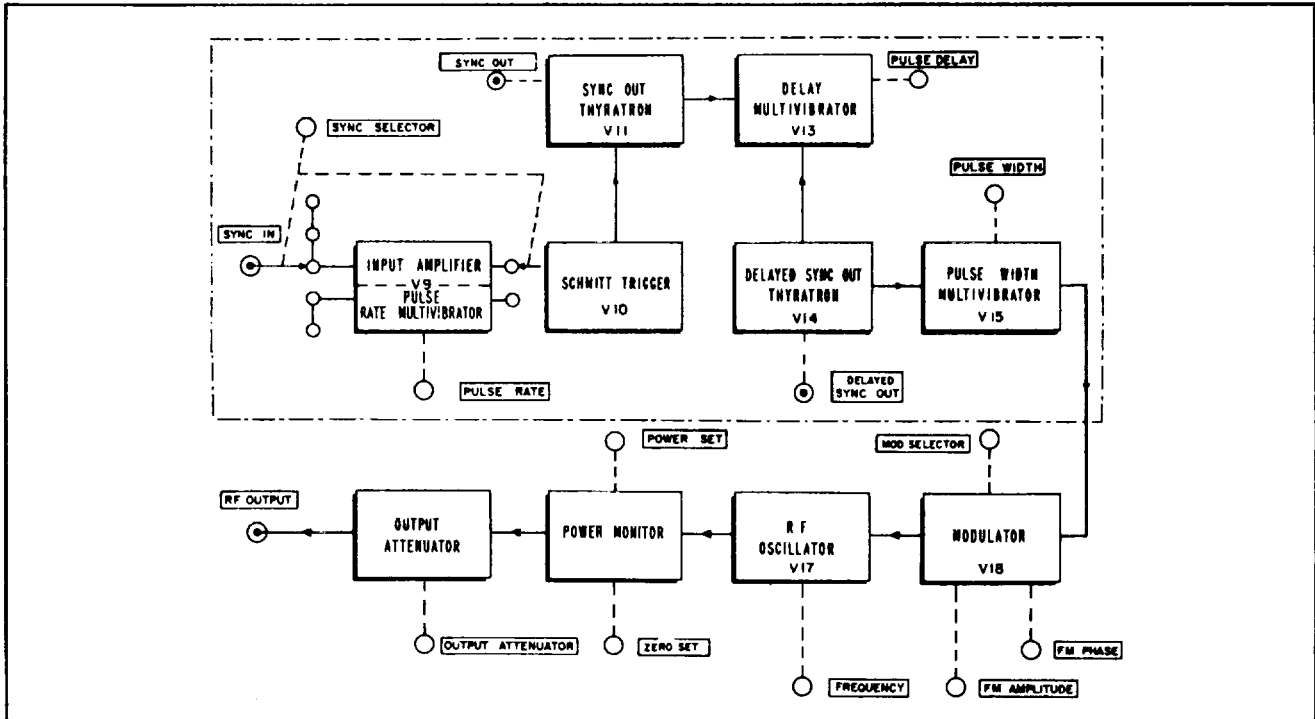 SYNC OUT
SYNC OUT
THYRATRON
V11
DELAY
MULTIVIBRATOR
V13
PULSE DELAY
SYNC SELECTOR
PULSE WIDTH
SYNC IN
INPUT AMPLIFIER
V9
PULSE
RATE MULTIVIBRATOR
SCHMITT TRIGGER
V10
DELAYED SYNC OUT
THYRATRON
V14
PULSE WIDTH
MULTIVIBRATOR
V15
PULSE RATE
DELAYED
SYNC OUT
POWER SET
MOD SELECTOR
RF OUTPUT
OUTPUT
ATTENUATOR
POWER MONITOR
RF
OSCILLATOR
V17
MODULATOR
V18
OUTPUT ATTENUATOR
ZERO SET
FM PHASE
FREQUENCY
FM AMPLITUDE